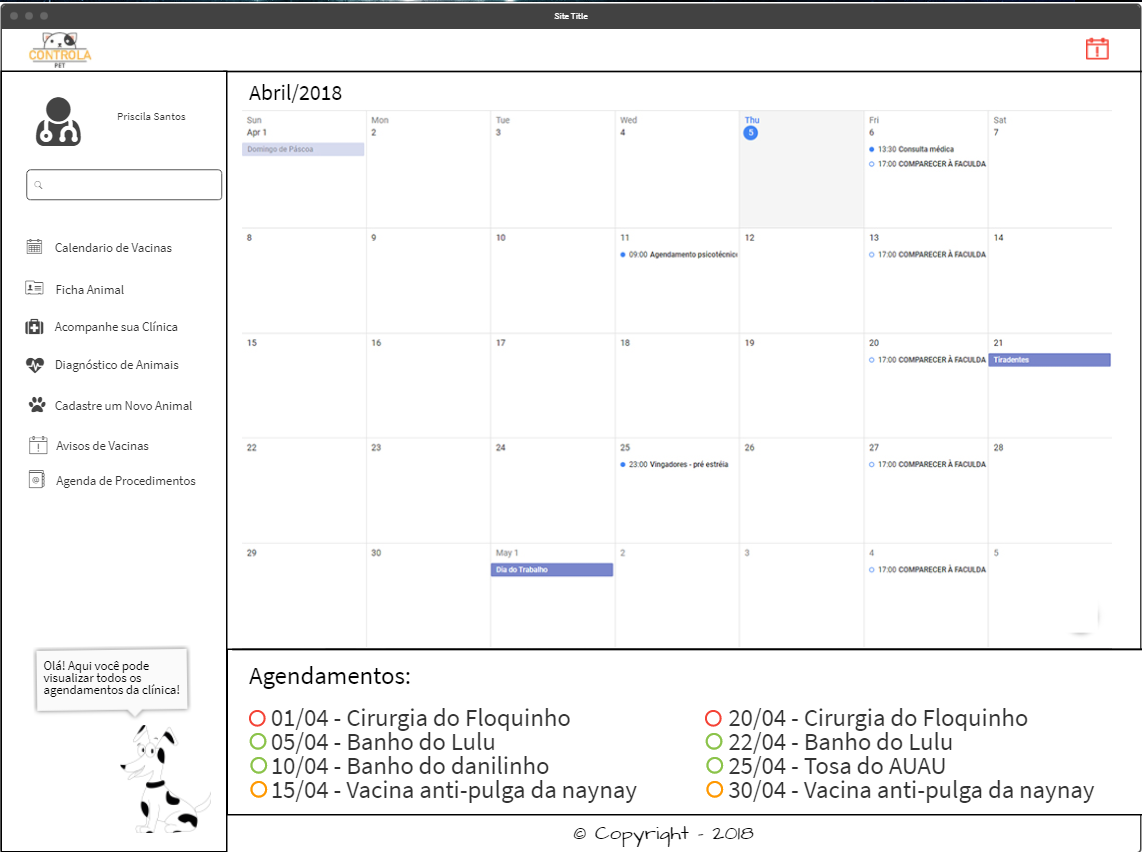 Site Title
CONTROLA
PET
Priscila Santos
Calendario de Vacinas
Ficha Animal
Acompanhe sua Clínica
Diagnóstico de Animais
Cadastre um Novo Animal
Avisos de Vacinas
Agenda de Procedimentos
Olá! Aqui você pode
visualizar todos os
agendamentos da clínica!
Abril/2018
Sun Mon Tue Wed Thu Fri Sat
Apr 1 2 3 4 5 6 7
Domingo de Páscoa 13:30 Consulta médica
17:00 COMPARECER À FACULDA
8 9 10 11 12 13 14
09:00 Agendamento psicotécnico 17:00 COMPARECER À FACULDA
15 16 17 18 19 20 21
17:00 COMPARECER À FACULDA Tiradentes
22 23 24 25 26 27 28
23:00 Vingadores - pré estréia 17:00 COMPARECER À FACULDA
29 30 May 1 2 3 4 5
Dia do Trabalho 17:00 COMPARECER À FACULDA
Agendamentos:
01/04 - Cirurgia do Floquinho
05/04 - Banho do Lulu
10/04 - Banho do danilinho
15/04 - Vacina anti-pulga da naynay
20/04 - Cirurgia do Floquinho
22/04 - Banho do Lulu
25/04 - Tosa do AUAU
30/04 - Vacina anti-pulga da naynay
© Copyright - 2018